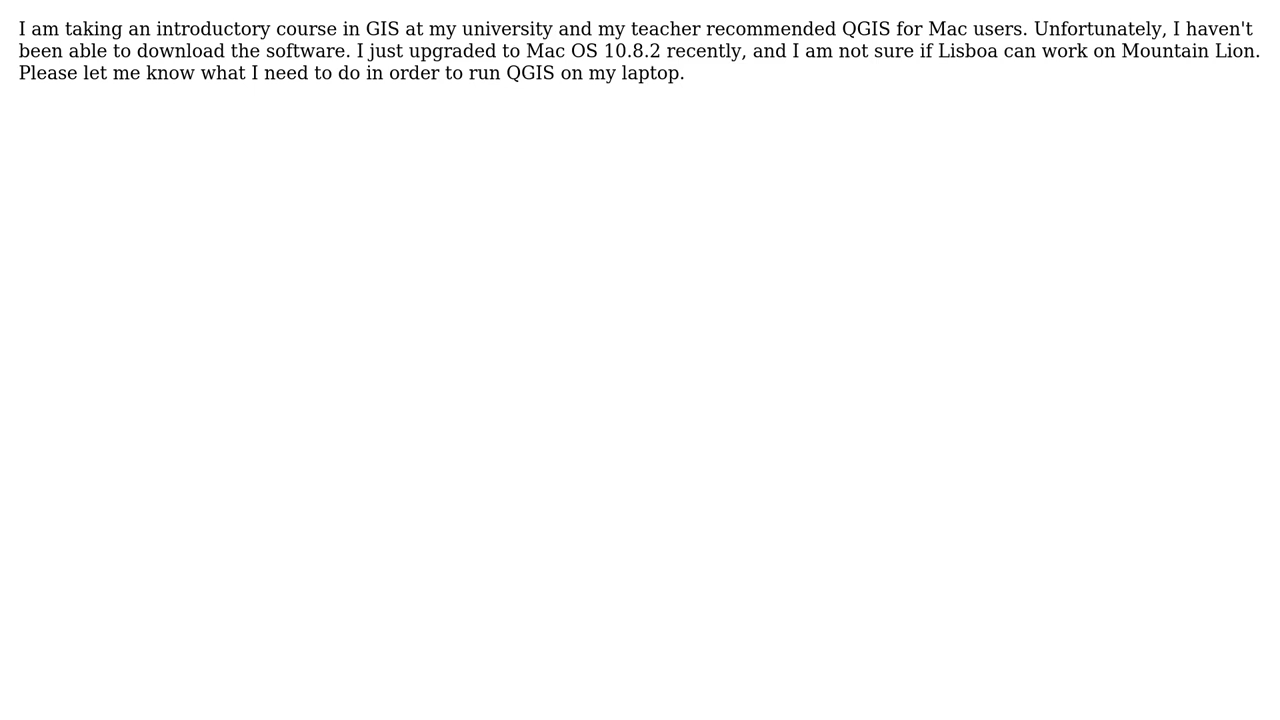 I am taking an introductory course in GIS at my university and my teacher recommended QGIS for Mac users. Unfortunately, I haven't
been able to download the software. I just upgraded to Mac OS 10.8.2 recently, and I am not sure if Lisboa can work on Mountain Lion.
Please let me know what I need to do in order to run QGIS on my laptop.